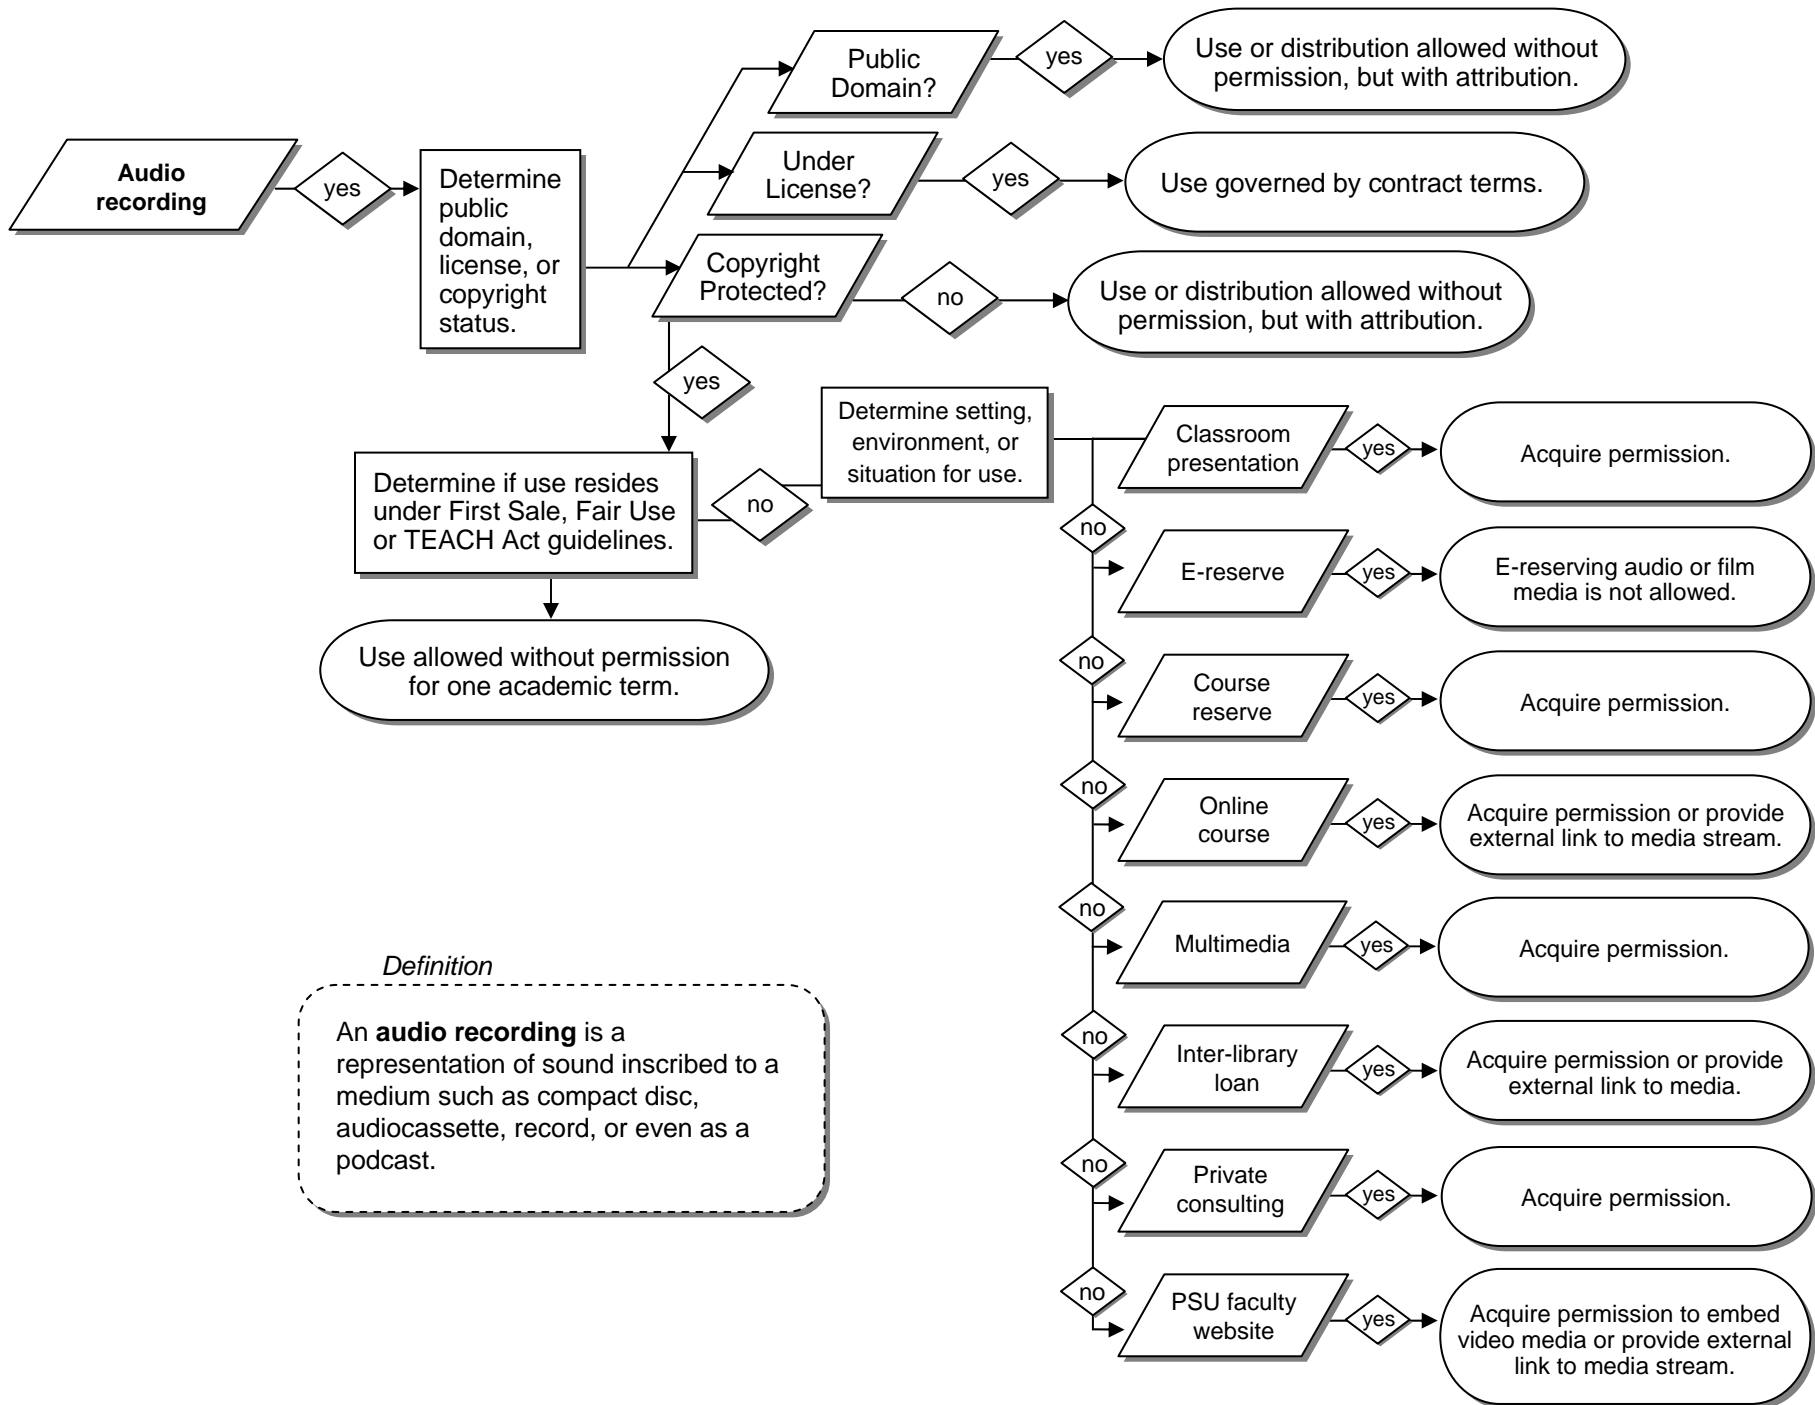 Public
Domain?
yes
Use or distribution allowed without
permission, but with attribution.
Audio
recording
yes
Determine
public
domain,
license, or
copyright
status.
Under
License?
yes
Use governed by contract terms.
Copyright
Protected?
no
Use or distribution allowed without
permission, but with attribution.
yes
Determine if use resides
under First Sale, Fair Use
or TEACH Act guidelines.
no
Use allowed without permission
for one academic term.
Determine setting,
environment, or
situation for use.
Classroom
presentation
yes
Acquire permission.
no
E-reserve
yes
E-reserving audio or film
media is not allowed.
no
Course
reserve
yes
Acquire permission.
no
Online
course
yes
Acquire permission or provide
external link to media stream.
no
Multimedia
yes
Acquire permission.
no
Inter-library
loan
yes
Acquire permission or provide
external link to media.
no
Private
consulting
yes
Acquire permission.
no
PSU faculty
website
yes
Acquire permission to embed
video media or provide external
link to media stream.
Definition
An audio recording is a
representation of sound inscribed to a
medium such as compact disc,
audiocassette, record, or even as a
podcast.